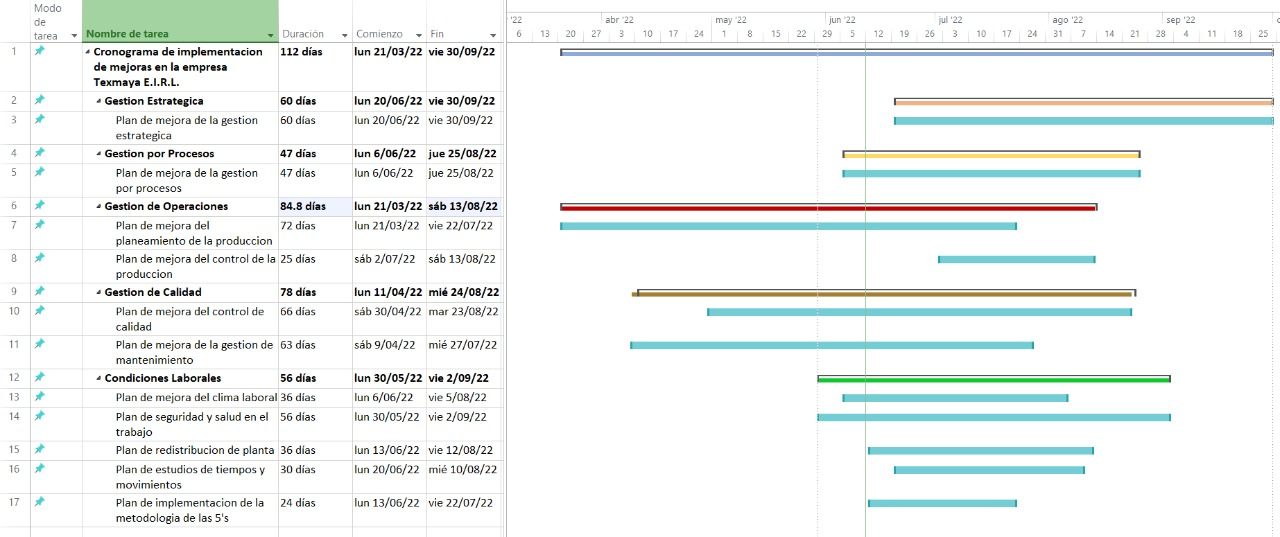 Modo de tarea Nombre de tarea Duración Comienzo Fin
'22 abr '22 may '22 jun '22 jul '22 ago '22 sep '22
6 13 20 27 3 10 17 24 1 8 15 22 29 5 12 19 26 3 10 17 24 31 7 14 21 28 4 11 18 25
1 Cronograma de implementacion de mejoras en la empresa Texmaya E.I.R.L. 112 días lun 21/03/22 vie 30/09/22
2 Gestion Estrategica 60 días lun 20/06/22 vie 30/09/22
3 Plan de mejora de la gestion estrategica 60 días lun 20/06/22 vie 30/09/22
4 Gestion por Procesos 47 días lun 6/06/22 jue 25/08/22
5 Plan de mejora de la gestion por procesos 47 días lun 6/06/22 jue 25/08/22
6 Gestion de Operaciones 84.8 días lun 21/03/22 sáb 13/08/22
7 Plan de mejora del planeamiento de la produccion 72 días lun 21/03/22 vie 22/07/22
8 Plan de mejora del control de la produccion 25 días sáb 2/07/22 sáb 13/08/22
9 Gestion de Calidad 78 días lun 11/04/22 mié 24/08/22
10 Plan de mejora del control de calidad 66 días sáb 30/04/22 mar 23/08/22
11 Plan de mejora de la gestion de mantenimiento 63 días sáb 9/04/22 mié 27/07/22
12 Condiciones Laborales 56 días lun 30/05/22 vie 2/09/22
13 Plan de mejora del clima laboral 36 días lun 6/06/22 vie 5/08/22
14 Plan de seguridad y salud en el trabajo 56 días lun 30/05/22 vie 2/09/22
15 Plan de redistribucion de planta 36 días lun 13/06/22 vie 12/08/22
16 Plan de estudios de tiempos y movimientos 30 días lun 20/06/22 mié 10/08/22
17 Plan de implementacion de la metodologia de las 5's 24 días lun 13/06/22 vie 22/07/22